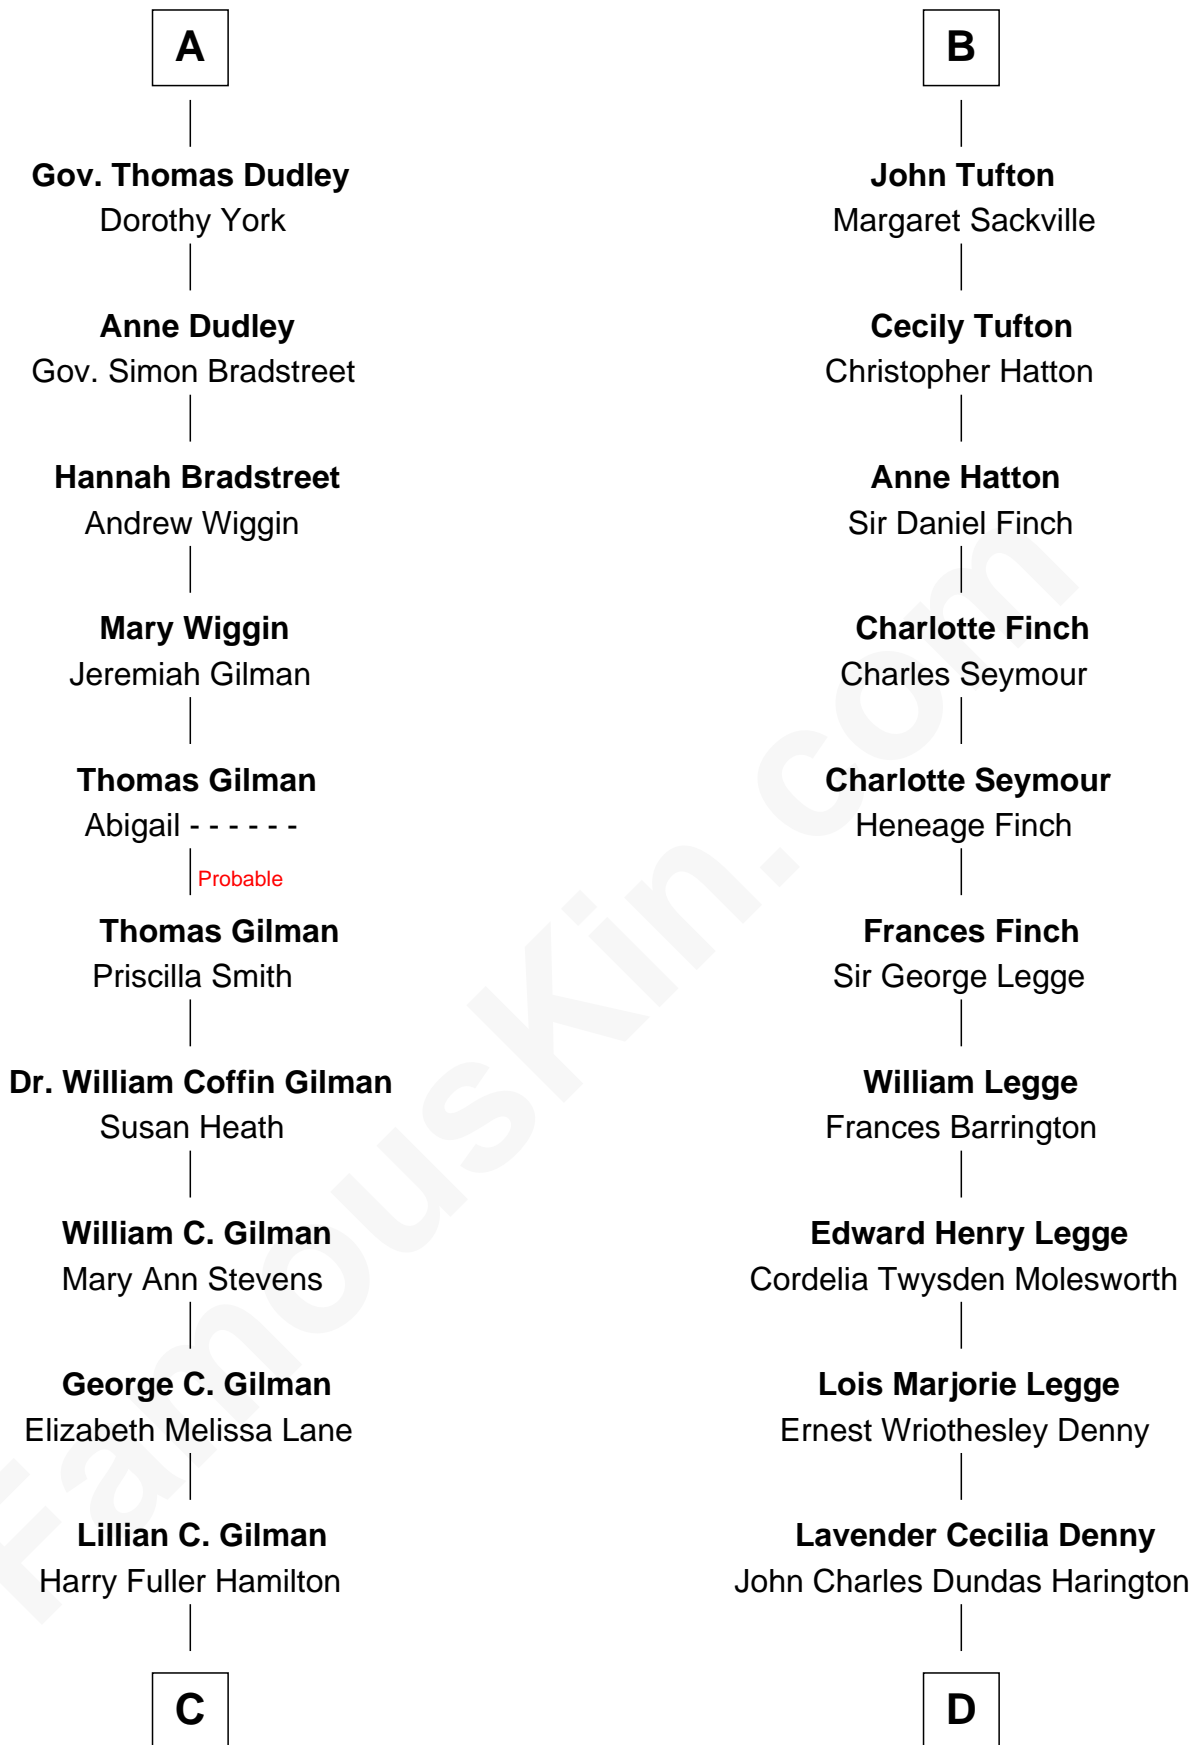 A
Gov. Thomas Dudley
Dorothy York
Anne Dudley
Gov. Simon Bradstreet
Hannah Bradstreet
Andrew Wiggin
Mary Wiggin
Jeremiah Gilman
Thomas Gilman
Abigail - - - - - -
Probable
Thomas Gilman
Priscilla Smith
Dr. William Coffin Gilman
Susan Heath
William C. Gilman
Mary Ann Stevens
George C. Gilman
Elizabeth Melissa Lane
Lillian C. Gilman
Harry Fuller Hamilton
C
B
John Tufton
Margaret Sackville
Cecily Tufton
Christopher Hatton
Anne Hatton
Sir Daniel Finch
Charlotte Finch
Charles Seymour
Charlotte Seymour
Heneage Finch
Frances Finch
Sir George Legge
William Legge
Frances Barrington
Edward Henry Legge
Cordelia Twysden Molesworth
Lois Marjorie Legge
Ernest Wriothesley Denny
Lavender Cecilia Denny
John Charles Dundas Harington
D
FamousKin.com